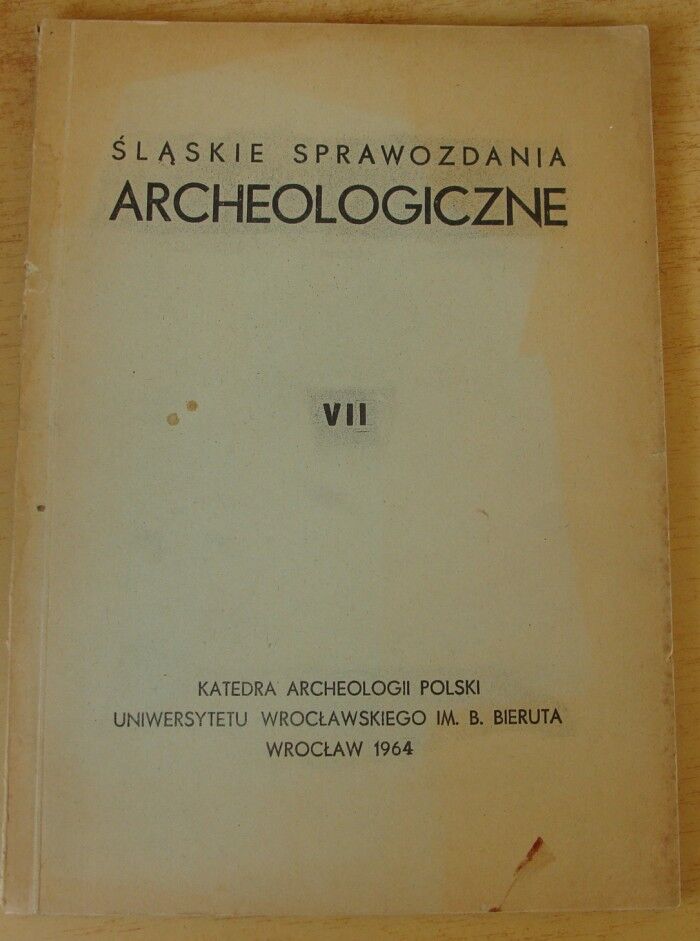 ŚLĄSKIE SPRAWOZDANIA
ARCHEOLOGICZNE
VII
KATEDRA ARCHEOLOGII POLSKI
UNIWERSYTETU WROCŁAWSKIEGO IM. B. BIERUTA
WROCŁAW 1964